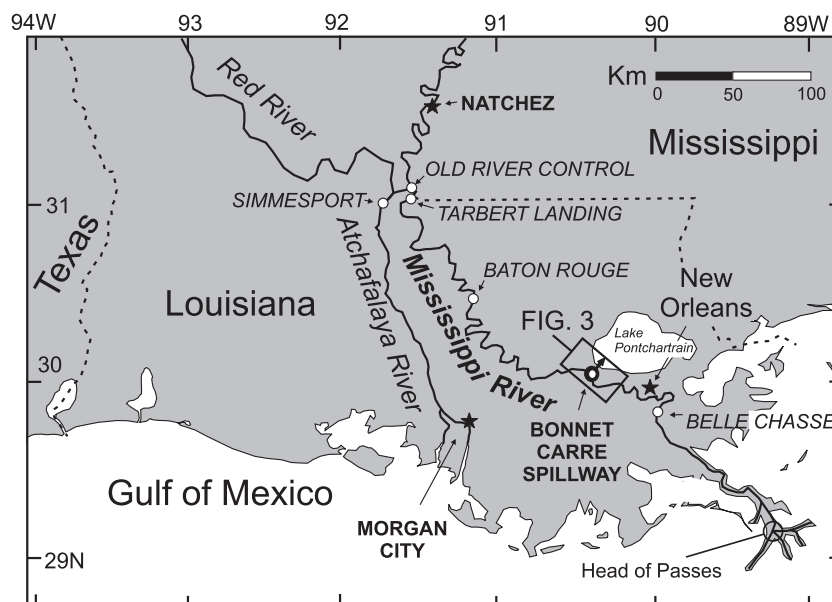 94W 93 92 91 90 89W
Km
0 50 100
Red River
NATCHEZ
Mississippi
OLD RIVER CONTROL
SIMMESPORT
TARBERT LANDING
31
Texas
Atchafalaya River
Mississippi River
BATON ROUGE
New
Orleans
Louisiana
FIG. 3
Lake
Pontchartrain
30
BELLE CHASSE
BONNET
CARRE
SPILLWAY
Gulf of Mexico
MORGAN
CITY
29N
Head of Passes